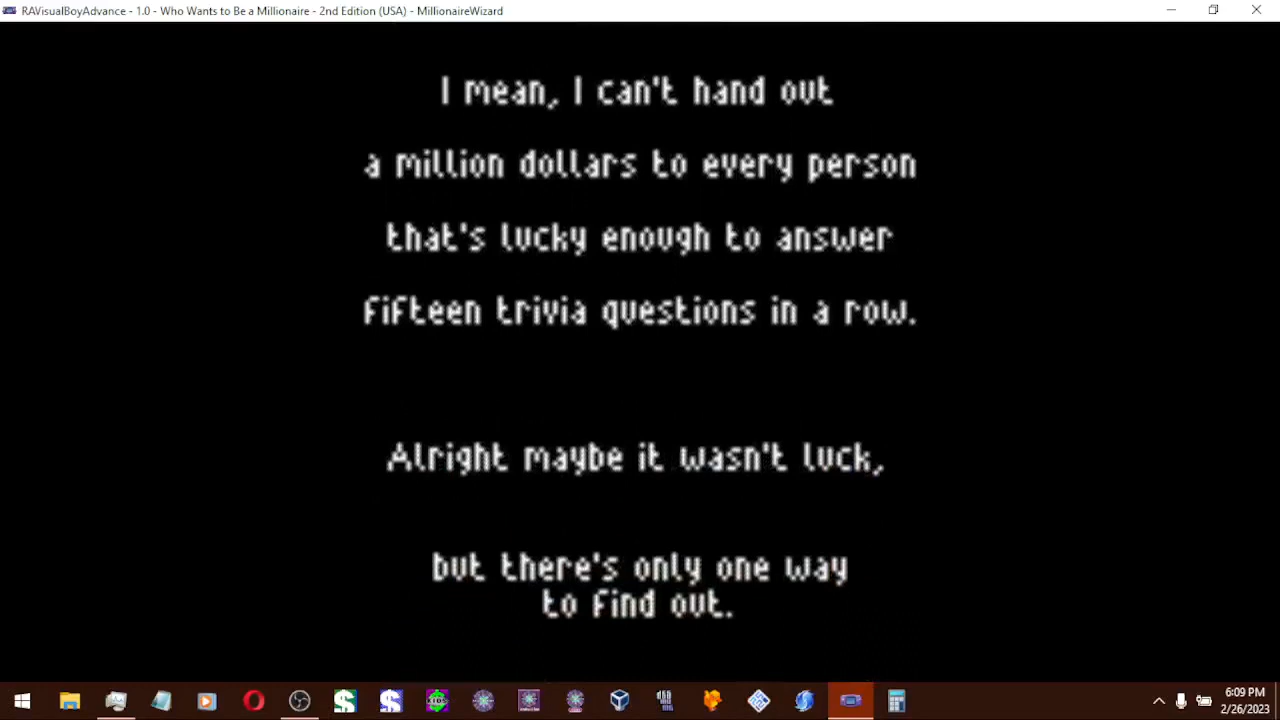 RAVisualBoyAdvance - 1.0 - Who Wants to Be a Millionaire - 2nd Edition (USA) - MillionaireWizard
I mean, I can't hand out
a million dollars to every person
that's lucky enough to answer
fifteen trivia questions in a row.
Alright maybe it wasn't luck,
but there's only one way
to find out.
6:09 PM
2/26/2023